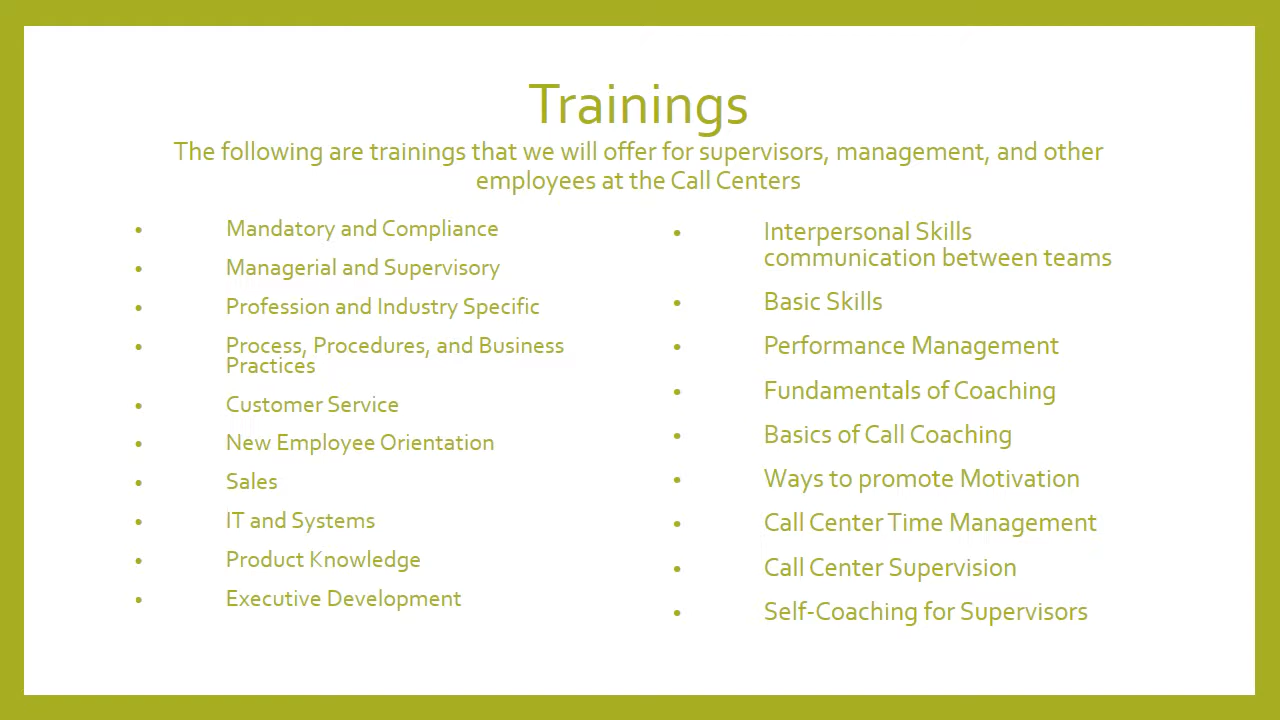 Trainings
The following are trainings that we will offer for supervisors, management, and other
employees at the Call Centers
• Mandatory and Compliance
• Managerial and Supervisory
• Profession and Industry Specific
• Process, Procedures, and Business
Practices
• Customer Service
• New Employee Orientation
• Sales
• IT and Systems
• Product Knowledge
• Executive Development
• Interpersonal Skills
communication between teams
• Basic Skills
• Performance Management
• Fundamentals of Coaching
• Basics of Call Coaching
• Ways to promote Motivation
• Call Center Time Management
• Call Center Supervision
• Self-Coaching for Supervisors